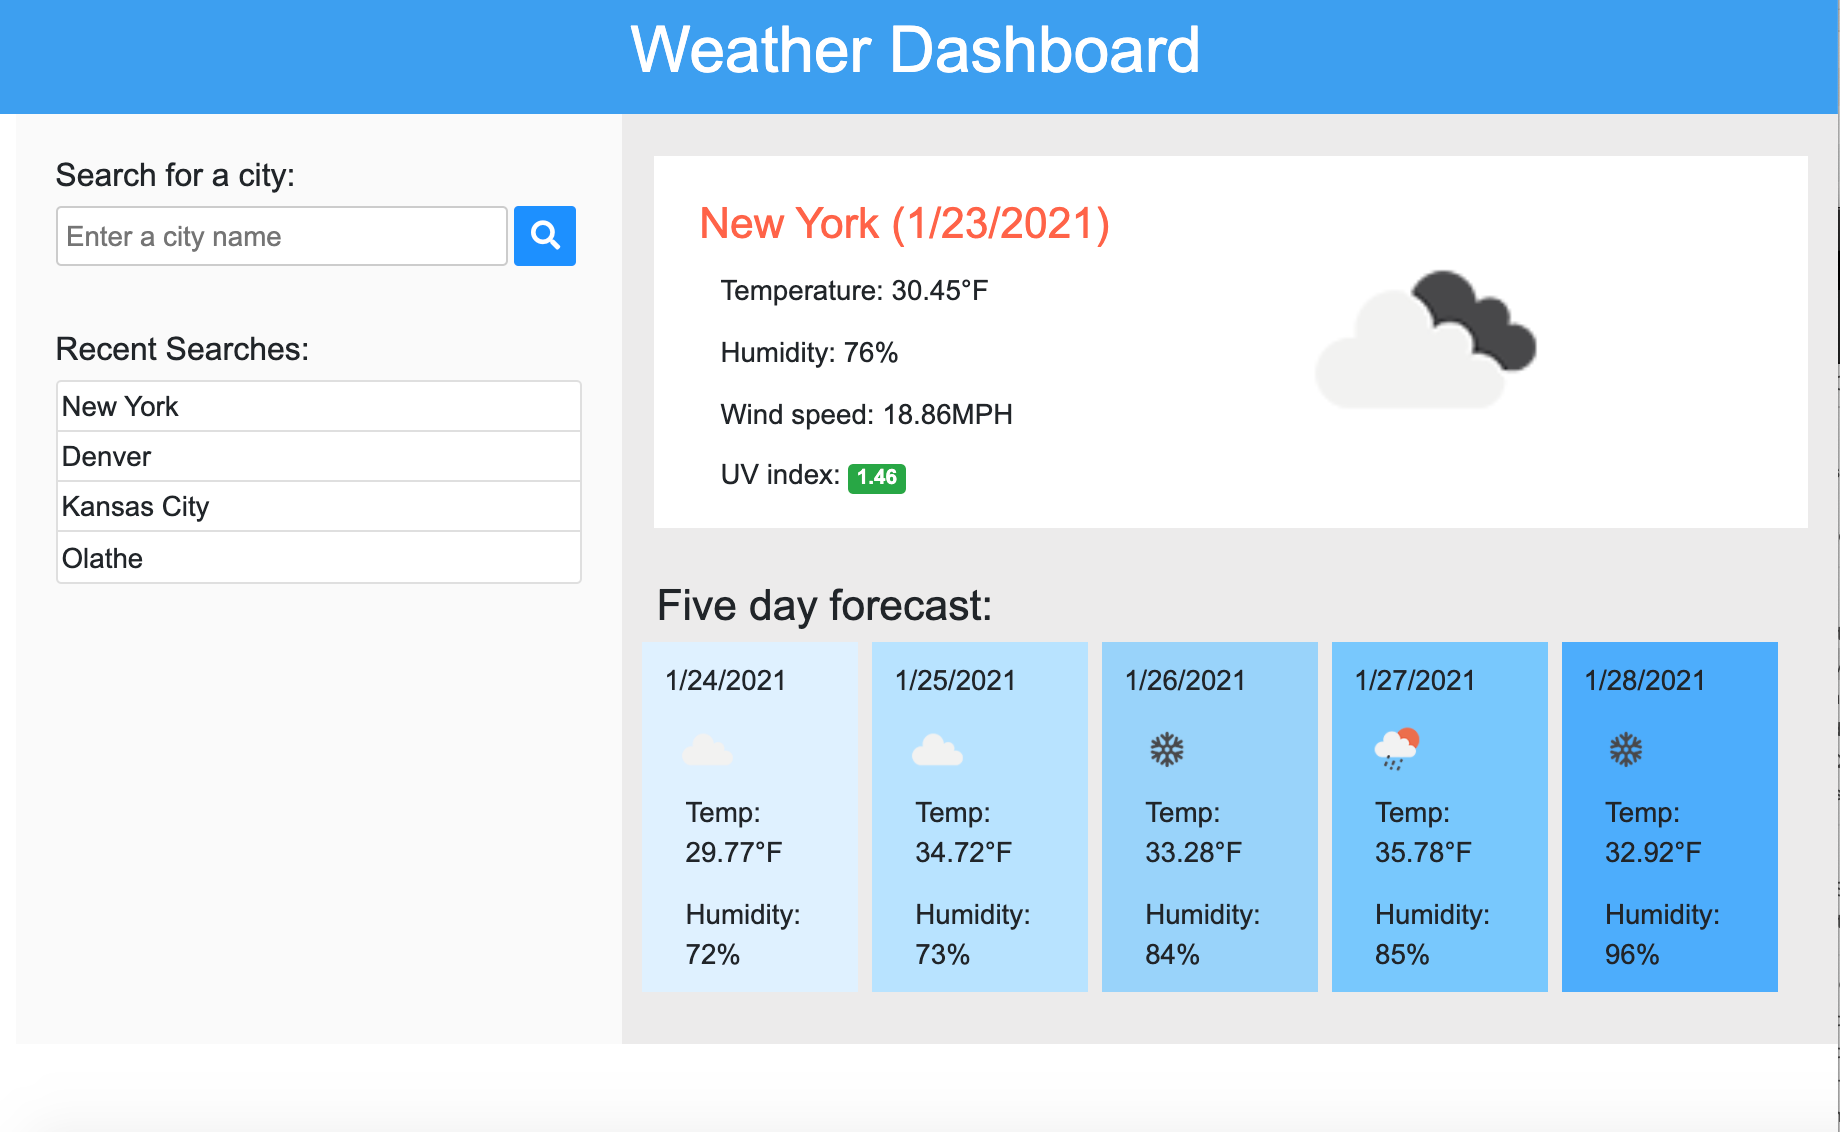 Weather Dashboard
Search for a city:
Enter a city name
Recent Searches:
New York
Denver
Kansas City
Olathe
New York (1/23/2021)
Temperature: 30.45°F
Humidity: 76%
Wind speed: 18.86MPH
UV index: 1.46
Five day forecast:
1/24/2021
Temp:
29.77°F
Humidity:
72%
1/25/2021
Temp:
34.72°F
Humidity:
73%
1/26/2021
Temp:
33.28°F
Humidity:
84%
1/27/2021
Temp:
35.78°F
Humidity:
85%
1/28/2021
Temp:
32.92°F
Humidity:
96%